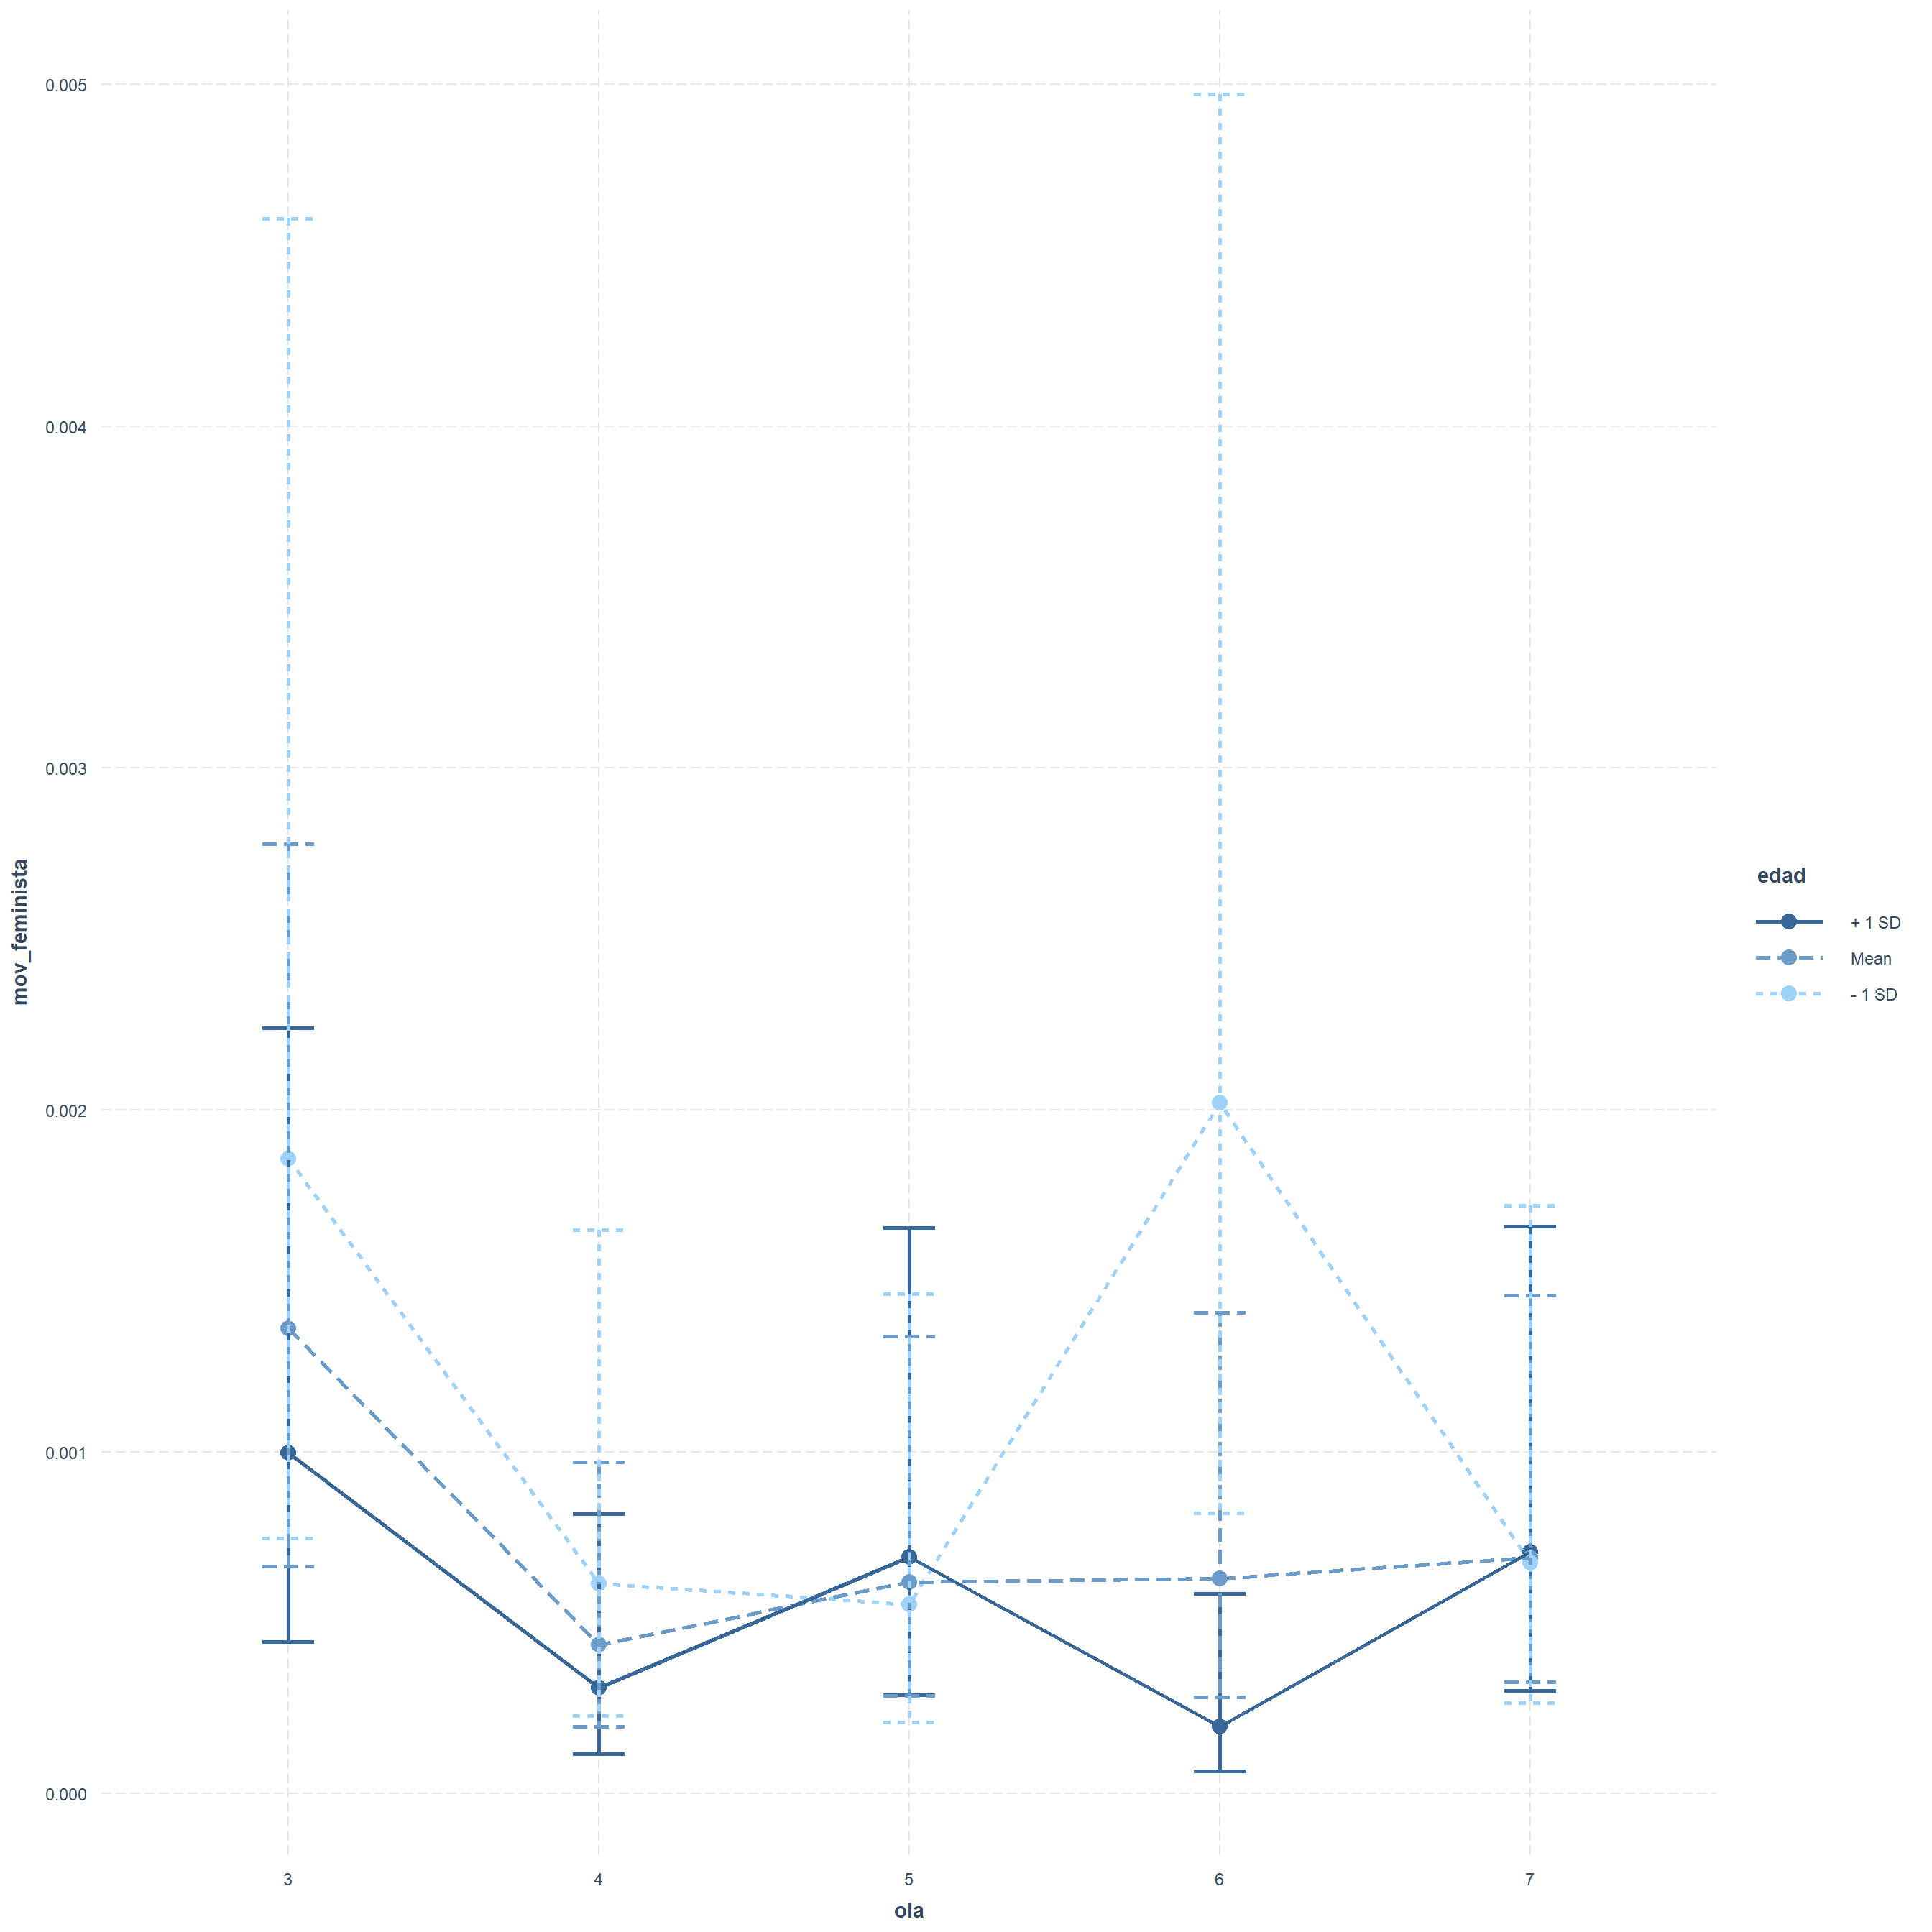 0.005
0.004
0.003
0.002
0.001
0.000
mov_feminista
3 4 5 6 7
ola
edad
+ 1 SD
Mean
- 1 SD